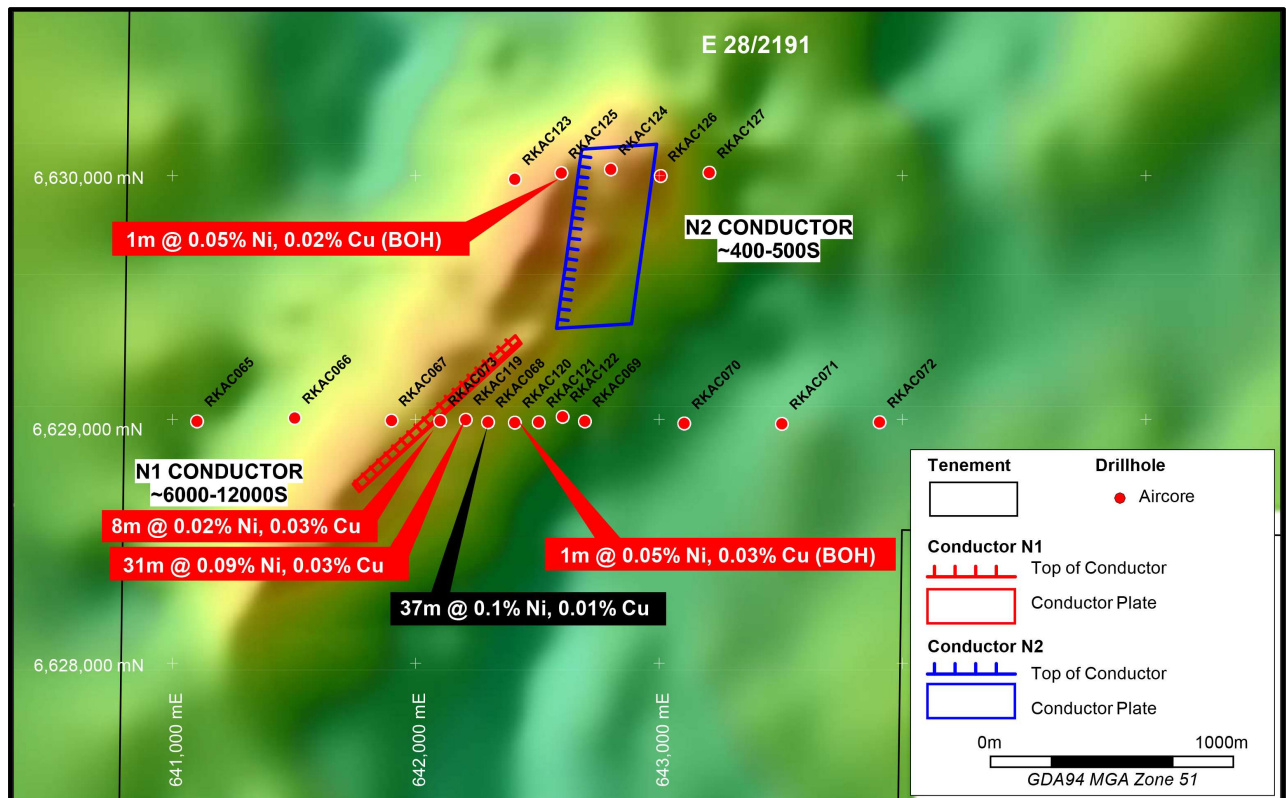 E 28/2191
RKAC123
RKAC125
RKAC124
RKAC126
RKAC127
6,630,000 mN
1m @ 0.05% Ni, 0.02% Cu (BOH)
N2 CONDUCTOR
~400-500S
RKAC065
RKAC066
RKAC067
RKAC073
RKAC119
RKAC068
RKAC120
RKAC121
RKAC122
RKAC069
RKAC070
RKAC071
RKAC072
6,629,000 mN
N1 CONDUCTOR
~6000-12000S
8m @ 0.02% Ni, 0.03% Cu
31m @ 0.09% Ni, 0.03% Cu
1m @ 0.05% Ni, 0.03% Cu (BOH)
37m @ 0.1% Ni, 0.01% Cu
6,628,000 mN
641,000 mE
642,000 mE
643,000 mE
Tenement
Drillhole
Aircore
Conductor N1
Top of Conductor
Conductor Plate
Conductor N2
Top of Conductor
Conductor Plate
0m
1000m
GDA94 MGA Zone 51